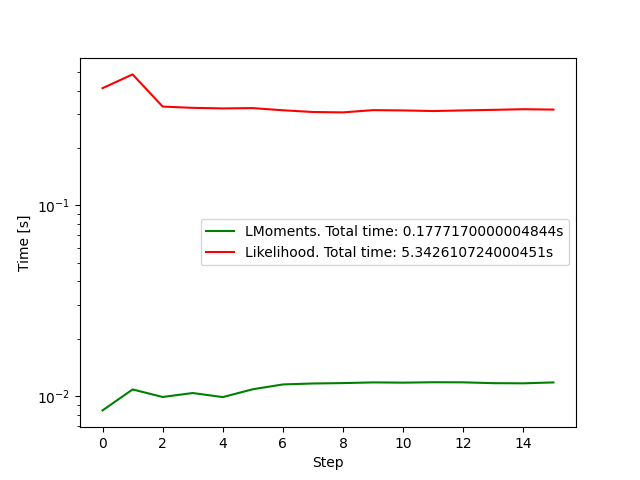 Time [s]
10⁻¹
10⁻²
LMoments. Total time: 0.1777170000004844s
Likelihood. Total time: 5.342610724000451s
0 2 4 6 8 10 12 14
Step